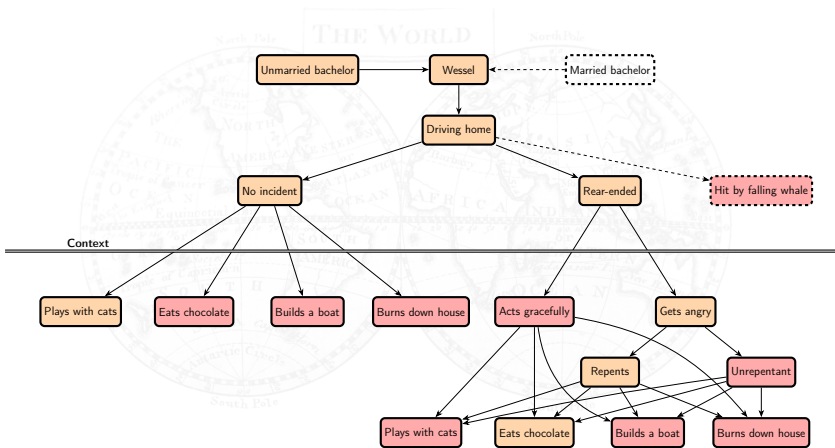 THE WORLD
Unmarried bachelor
Wessel
Married bachelor
Driving home
No incident
Rear-ended
Hit by falling whale
Context
Plays with cats
Eats chocolate
Builds a boat
Burns down house
Acts gracefully
Gets angry
Repents
Unrepentant
Plays with cats
Eats chocolate
Builds a boat
Burns down house